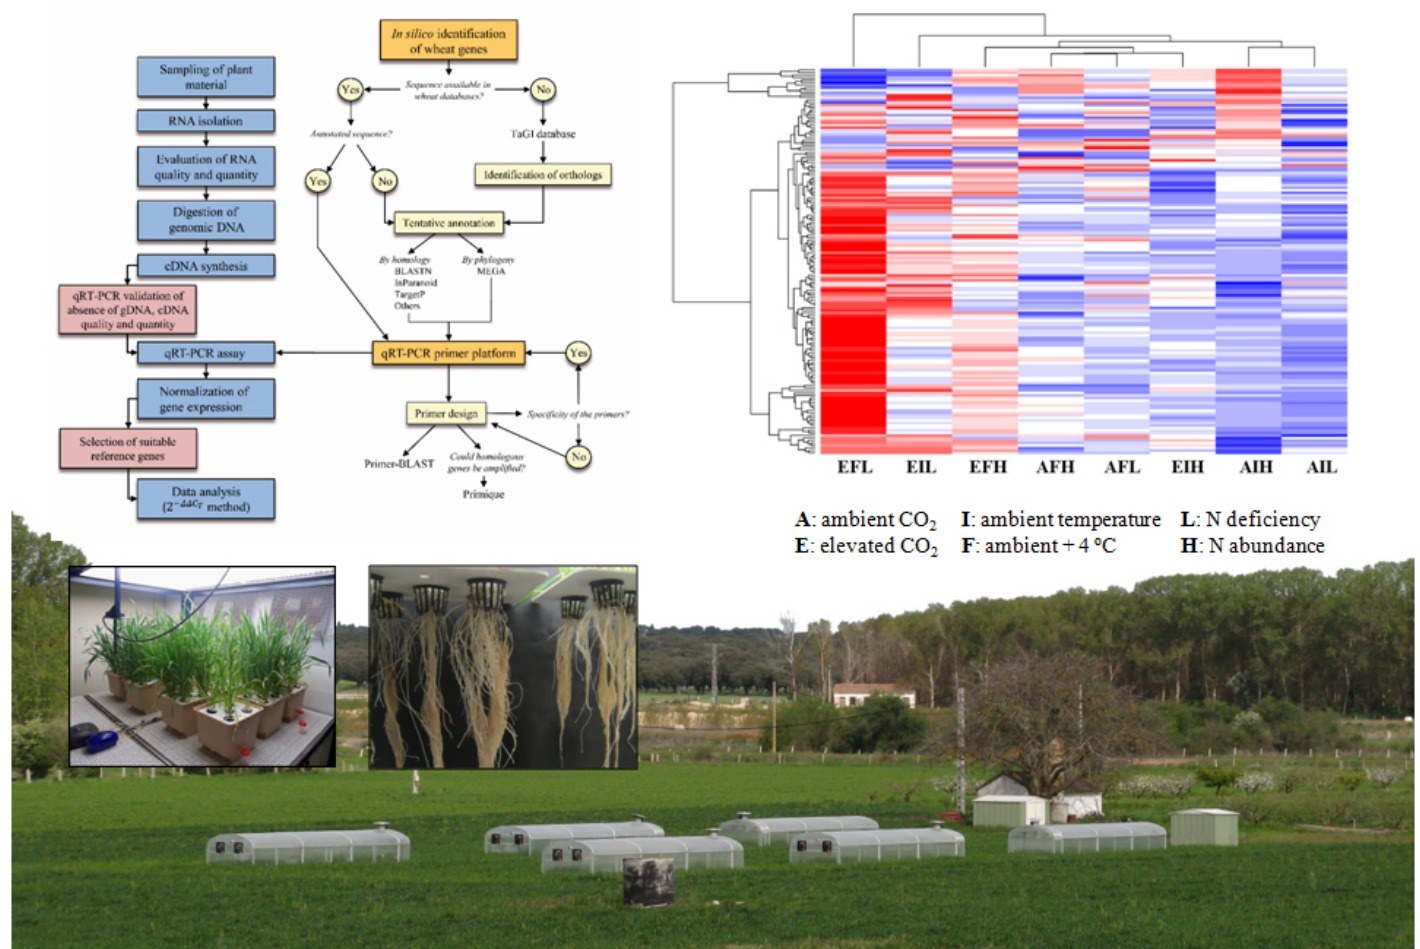 Sampling of plant
material
RNA isolation
Evaluation of RNA
quality and quantity
Digestion of
genomic DNA
cDNA synthesis
qRT-PCR validation of
absence of gDNA, cDNA
quality and quantity
qRT-PCR assay
Normalization of
gene expression
Selection of suitable
reference genes
Data analysis
(2^-ΔΔC_T method)
In silico identification
of wheat genes
Yes
Sequence available in
wheat databases?
No
Annotated sequence?
TaGI database
Yes
No
Identification of orthologs
Tentative annotation
By homology
BLASTN
InParanoid
TargetP
Others
By phylogeny
MEGA
qRT-PCR primer platform
Yes
Primer design
Specificity of the primers?
No
Primer-BLAST
Could homologous
genes be amplified?
Primique
EFL EIL EFH AFH AFL EIH AIH AIL
A: ambient CO2 I: ambient temperature L: N deficiency
E: elevated CO2 F: ambient + 4 ºC H: N abundance